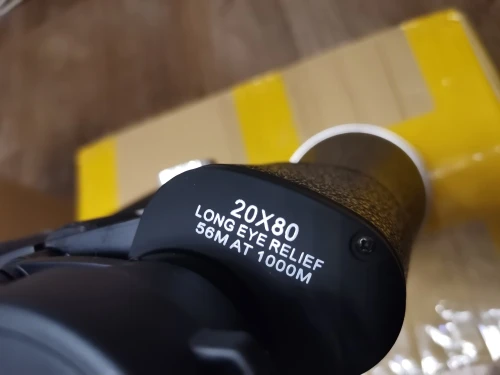 20X80
LONG EYE RELIEF
56M AT 1000M